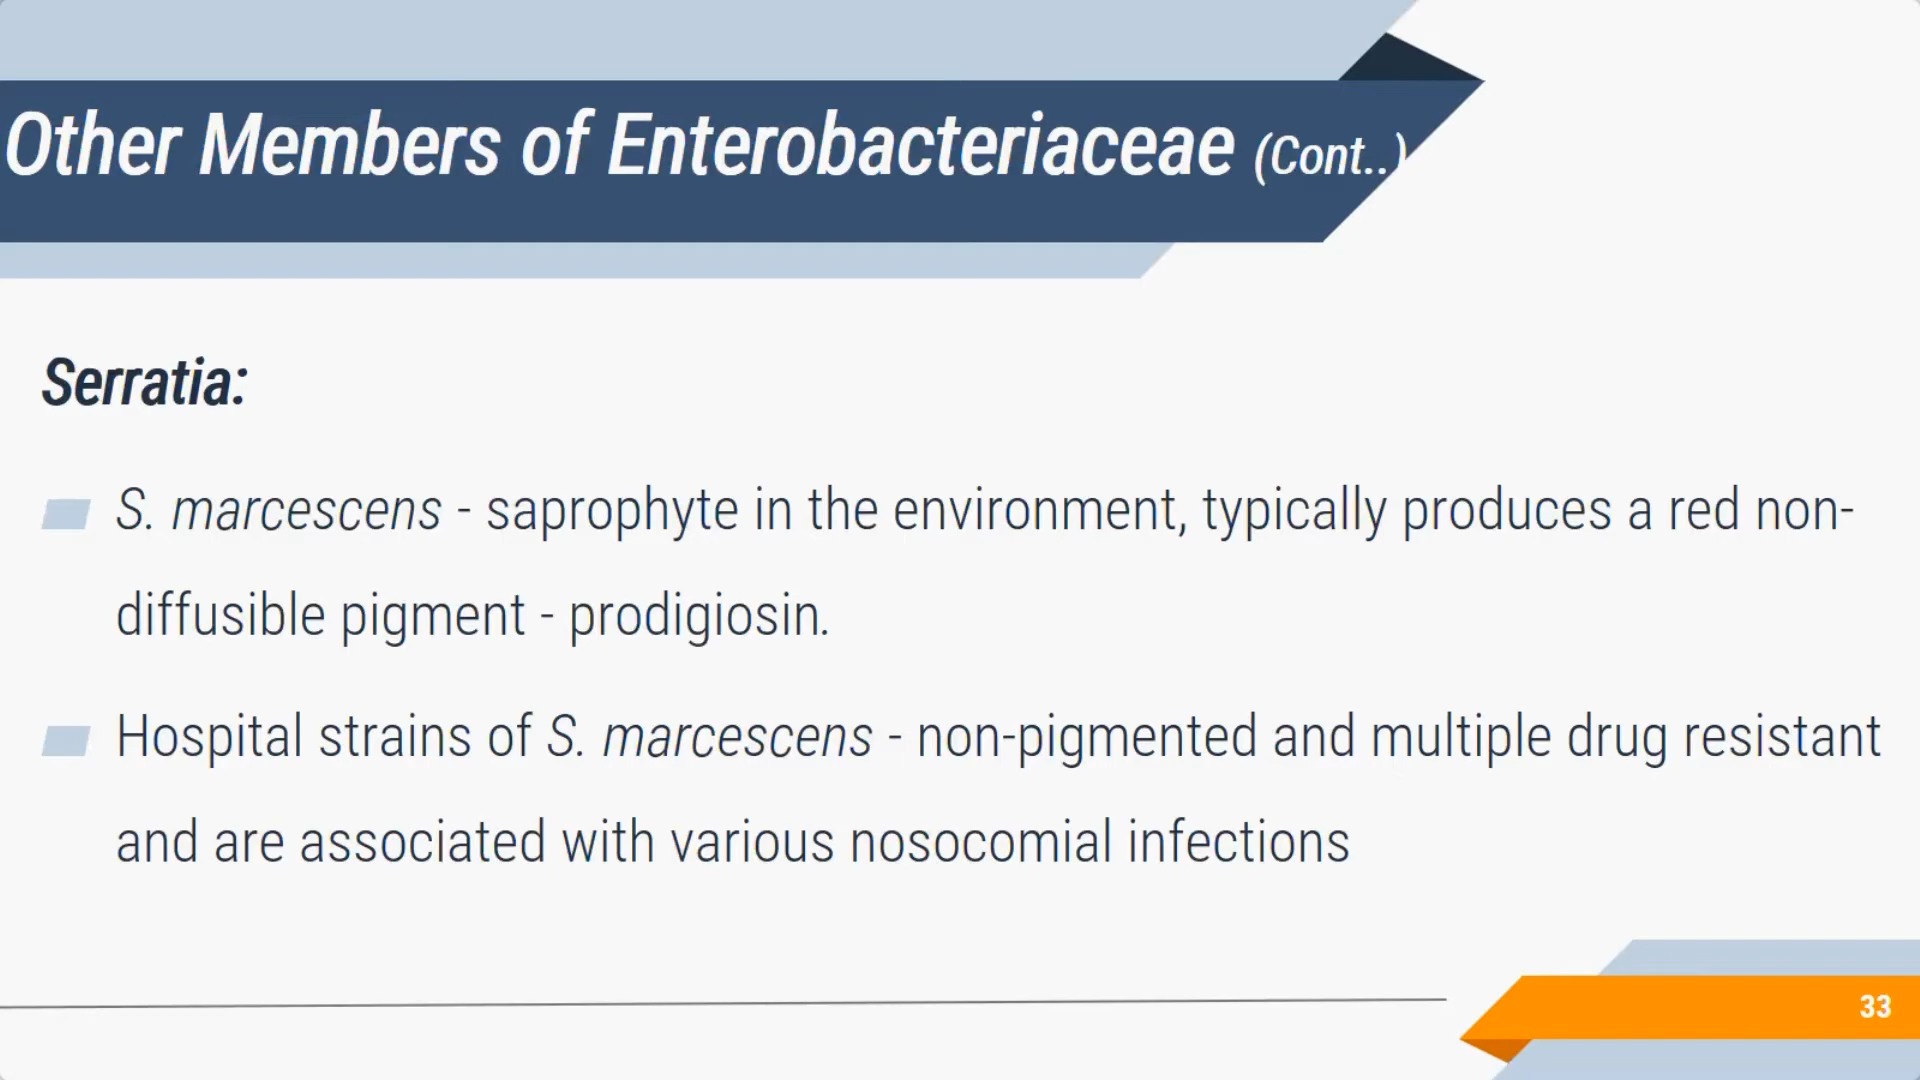 Other Members of Enterobacteriaceae (Cont..)
Serratia:
S. marcescens - saprophyte in the environment, typically produces a red non-
diffusible pigment - prodigiosin.
Hospital strains of S. marcescens - non-pigmented and multiple drug resistant
and are associated with various nosocomial infections
33